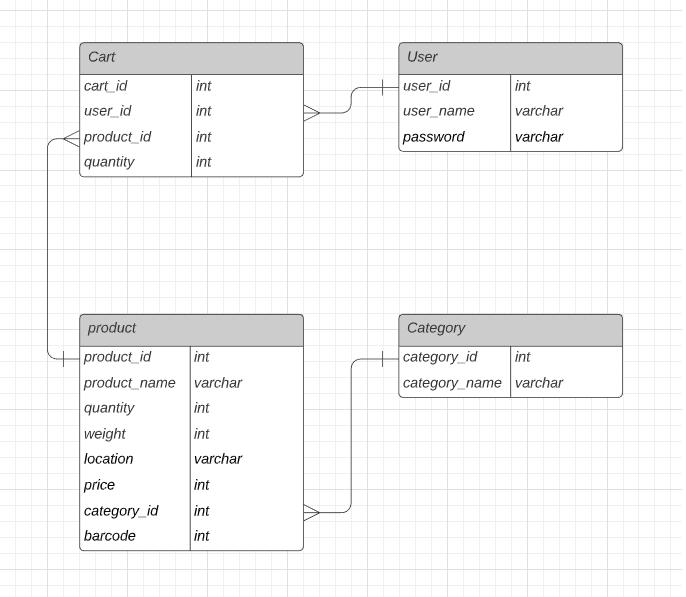 Cart
cart_id int
user_id int
product_id int
quantity int
User
user_id int
user_name varchar
password varchar
product
product_id int
product_name varchar
quantity int
weight int
location varchar
price int
category_id int
barcode int
Category
category_id int
category_name varchar